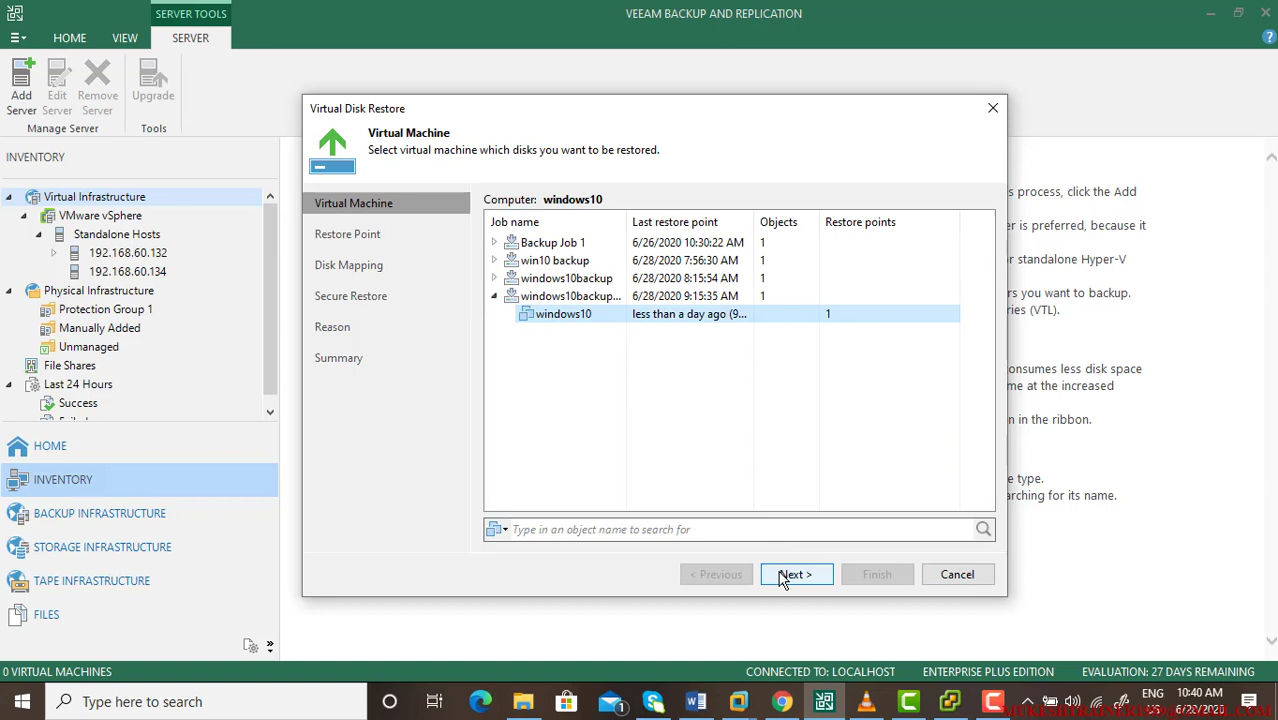 SERVER TOOLS
VEEAM BACKUP AND REPLICATION
HOME
VIEW
SERVER
Add Server
Edit Server
Remove Server
Upgrade
Manage Server
Tools
INVENTORY
Virtual Infrastructure
VMware vSphere
Standalone Hosts
192.168.60.132
192.168.60.134
Physical Infrastructure
Protection Group 1
Manually Added
Unmanaged
File Shares
Last 24 Hours
Success
HOME
INVENTORY
BACKUP INFRASTRUCTURE
STORAGE INFRASTRUCTURE
TAPE INFRASTRUCTURE
FILES
Virtual Disk Restore
Virtual Machine
Select virtual machine which disks you want to be restored.
Virtual Machine
Restore Point
Disk Mapping
Secure Restore
Reason
Summary
Computer: windows10
Job name Last restore point Objects Restore points
Backup Job 1 6/26/2020 10:30:22 AM 1
win10 backup 6/28/2020 7:56:30 AM 1
windows10backup 6/28/2020 8:15:54 AM 1
windows10backup... 6/28/2020 9:15:35 AM 1
windows10 less than a day ago (9... 1
Type in an object name to search for
< Previous
Next >
Finish
Cancel
s process, click the Add
er is preferred, because it
or standalone Hyper-V
rs you want to backup.
ries (VTL).
onsumes less disk space
me at the increased
n in the ribbon.
e type.
arching for its name.
0 VIRTUAL MACHINES
CONNECTED TO: LOCALHOST
ENTERPRISE PLUS EDITION
EVALUATION: 27 DAYS REMAINING
Type here to search
1
ENG
10:40 AM
6/28/2020